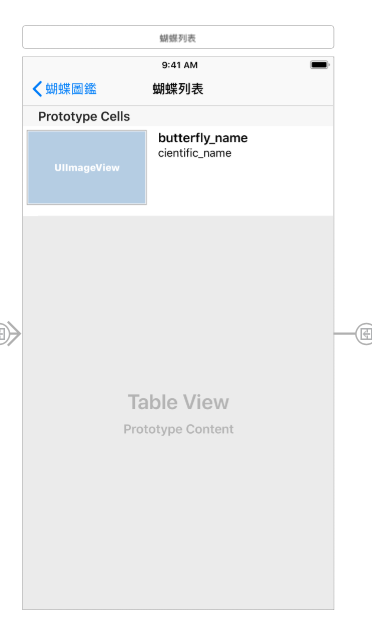 蝴蝶列表
9:41 AM
蝴蝶圖鑑
蝴蝶列表
Prototype Cells
UIImageView
butterfly_name
cientific_name
Table View
Prototype Content